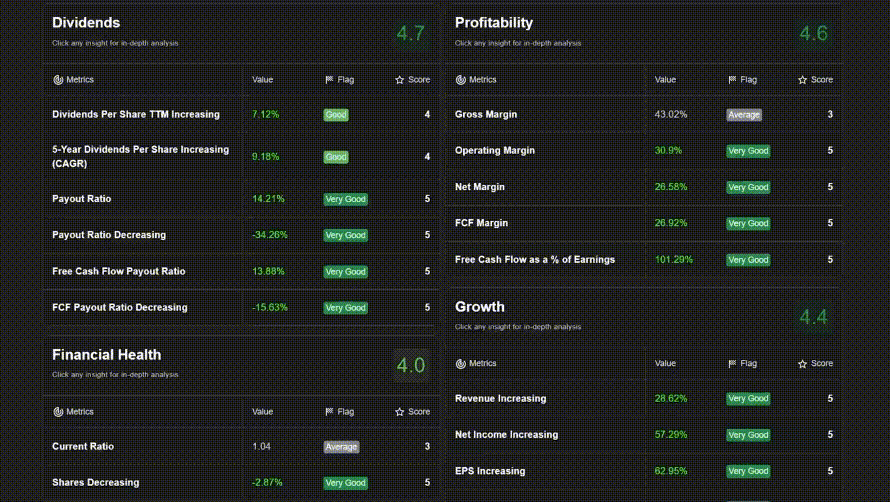 Dividends
Click any insight for in-depth analysis
4.7
Metrics Value Flag Score
Dividends Per Share TTM Increasing 7.12% Good 4
5-Year Dividends Per Share Increasing
(CAGR) 9.18% Good 4
Payout Ratio 14.21% Very Good 5
Payout Ratio Decreasing -34.26% Very Good 5
Free Cash Flow Payout Ratio 13.88% Very Good 5
FCF Payout Ratio Decreasing -15.63% Very Good 5
Financial Health
Click any insight for in-depth analysis
4.0
Metrics Value Flag Score
Current Ratio 1.04 Average 3
Shares Decreasing -2.87% Very Good 5
Profitability
Click any insight for in-depth analysis
4.6
Metrics Value Flag Score
Gross Margin 43.02% Average 3
Operating Margin 30.9% Very Good 5
Net Margin 26.58% Very Good 5
FCF Margin 26.92% Very Good 5
Free Cash Flow as a % of Earnings 101.29% Very Good 5
Growth
Click any insight for in-depth analysis
4.4
Metrics Value Flag Score
Revenue Increasing 28.62% Very Good 5
Net Income Increasing 57.29% Very Good 5
EPS Increasing 62.95% Very Good 5